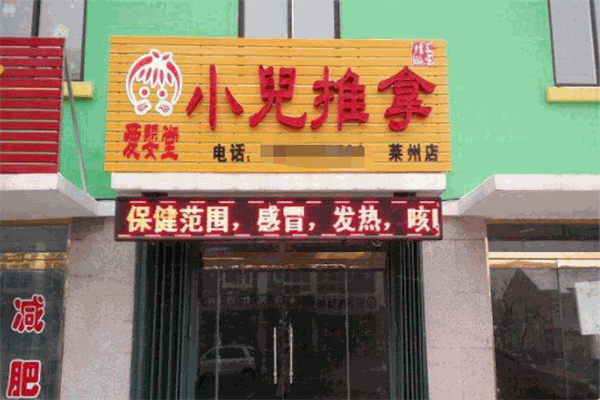 小兒推拿
爱婴堂
电话：
莱州店
保健范围，感冒，发热，咳
减
肥